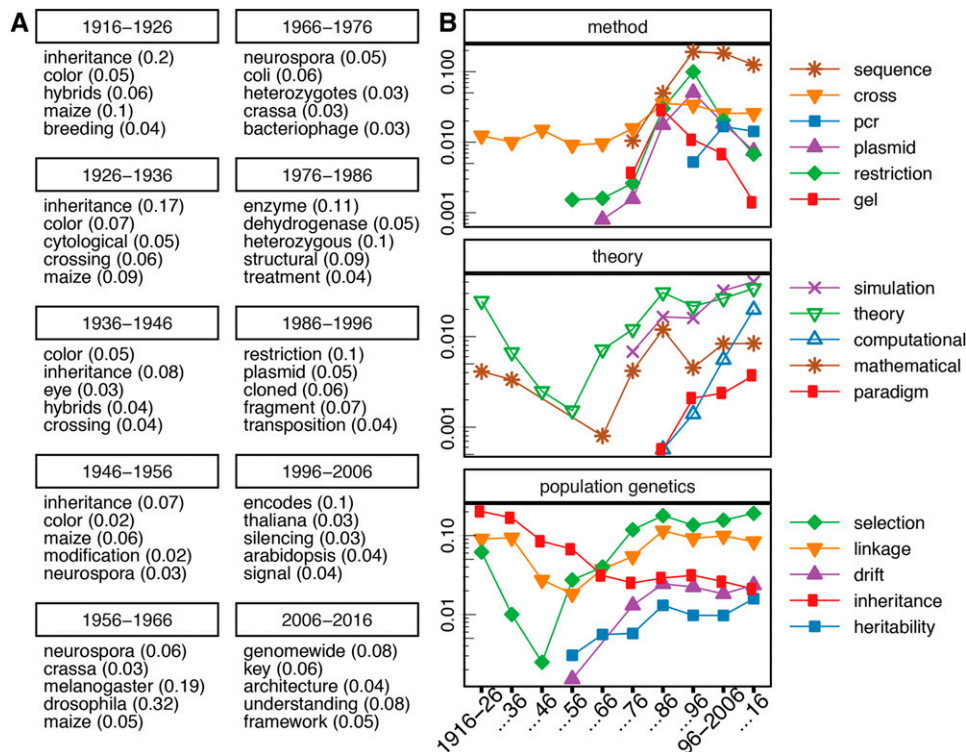 A
1916–1926
inheritance (0.2)
color (0.05)
hybrids (0.06)
maize (0.1)
breeding (0.04)
1926–1936
inheritance (0.17)
color (0.07)
cytological (0.05)
crossing (0.06)
maize (0.09)
1936–1946
color (0.05)
inheritance (0.08)
eye (0.03)
hybrids (0.04)
crossing (0.04)
1946–1956
inheritance (0.07)
color (0.02)
maize (0.06)
modification (0.02)
neurospora (0.03)
1956–1966
neurospora (0.06)
crassa (0.03)
melanogaster (0.19)
drosophila (0.32)
maize (0.05)
1966–1976
neurospora (0.05)
coli (0.06)
heterozygotes (0.03)
crassa (0.03)
bacteriophage (0.03)
1976–1986
enzyme (0.11)
dehydrogenase (0.05)
heterozygous (0.1)
structural (0.09)
treatment (0.04)
1986–1996
restriction (0.1)
plasmid (0.05)
cloned (0.06)
fragment (0.07)
transposition (0.04)
1996–2006
encodes (0.1)
thaliana (0.03)
silencing (0.03)
arabidopsis (0.04)
signal (0.04)
2006–2016
genomewide (0.08)
key (0.06)
architecture (0.04)
understanding (0.08)
framework (0.05)
B
method
0.100
0.010
0.001
sequence
cross
pcr
plasmid
restriction
gel
theory
0.010
0.001
simulation
theory
computational
mathematical
paradigm
population genetics
0.10
0.01
selection
linkage
drift
inheritance
heritability
1916–26
…36
…46
…56
…66
…76
…86
…96
96–2006
…16